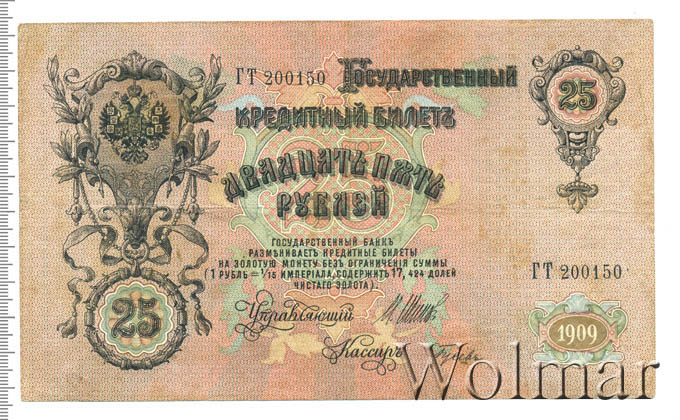 ГТ 200150 Государственный
Кредитный Билетъ
25
Двадцать пять
рублей
Государственный банкъ
размѣниваетъ кредитные билеты
на золотую монету безъ ограниченія суммы
(1 рубль = 1/15 имперіала, содержитъ 17,424 долей
чистаго золота).
ГТ 200150
Управляющій
25
1909
Кассиръ
Wolmar